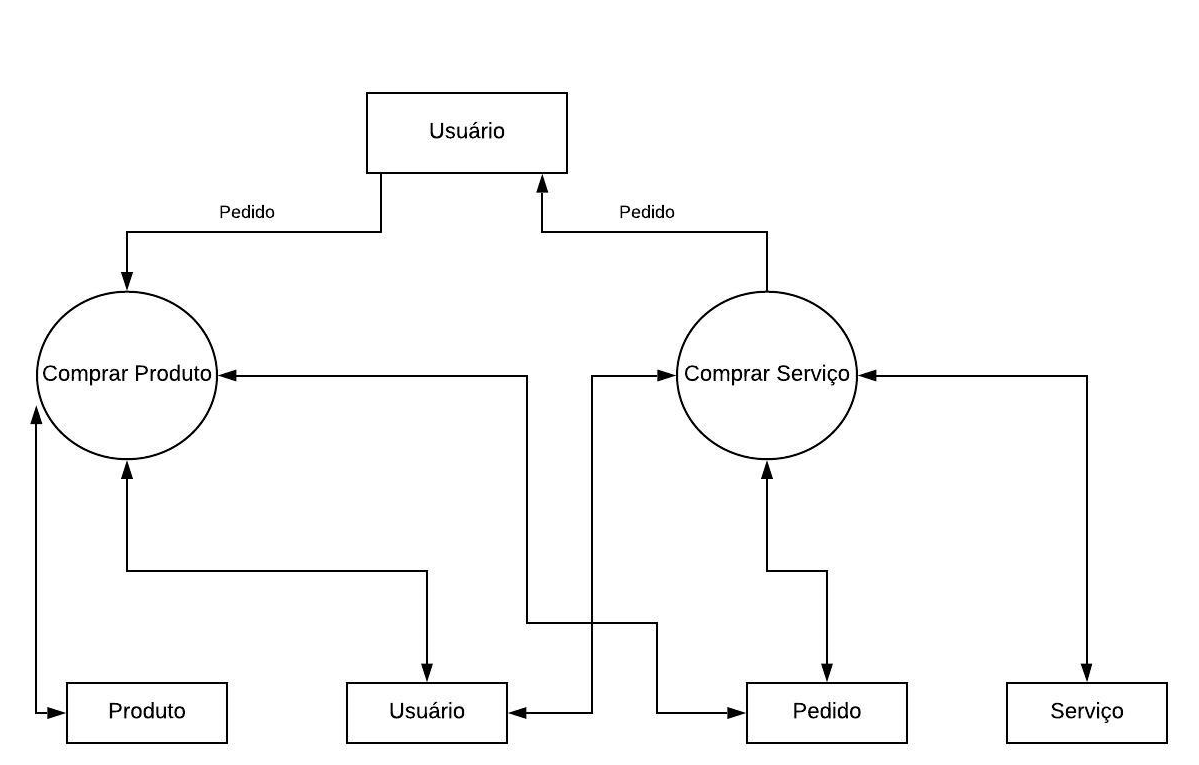 Usuário
Pedido
Pedido
Comprar Produto
Comprar Serviço
Produto
Usuário
Pedido
Serviço